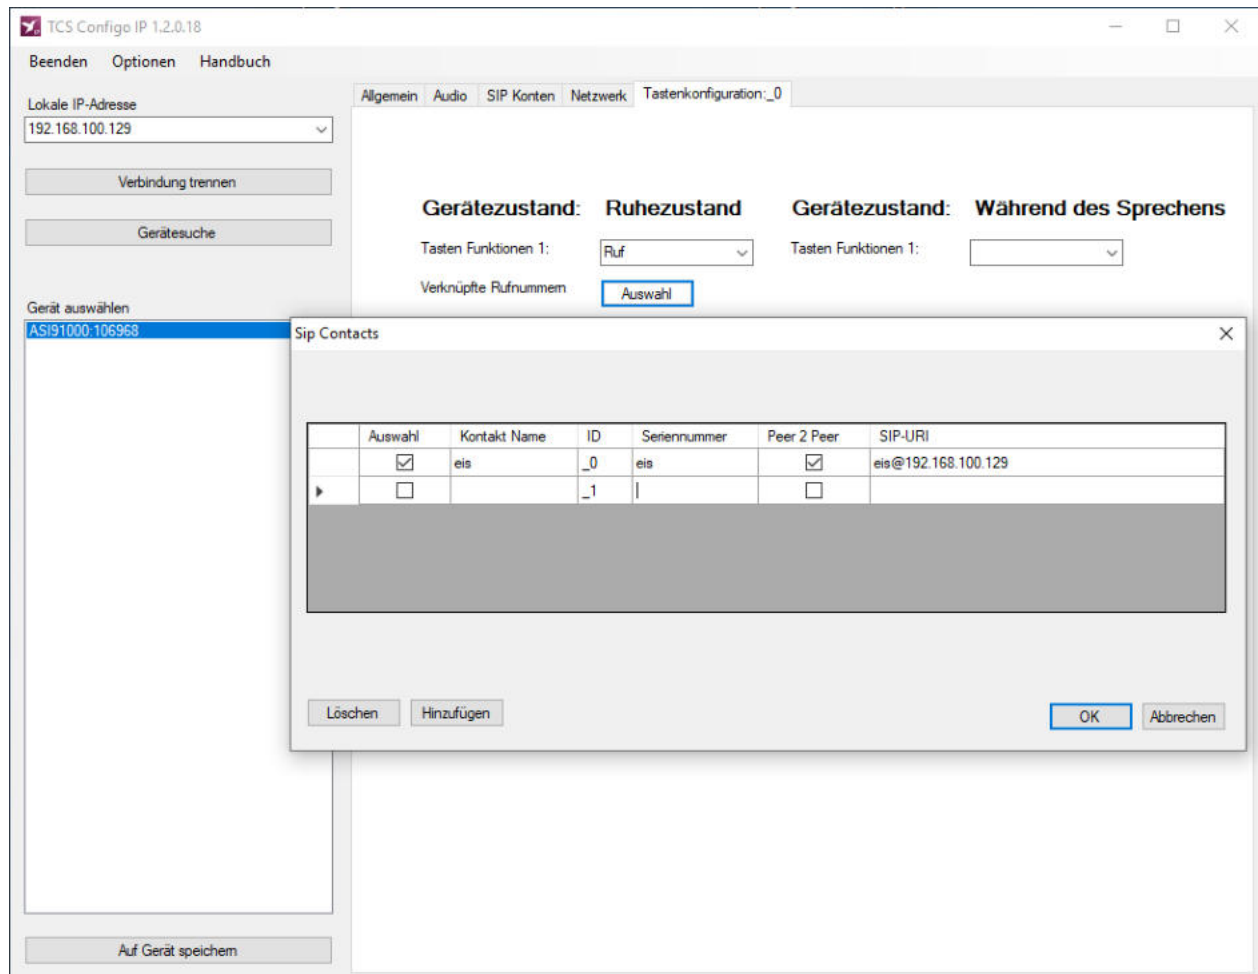 TCS Configo IP 1.2.0.18
Beenden Optionen Handbuch
Lokale IP-Adresse
192.168.100.129
Verbindung trennen
Gerätesuche
Gerät auswählen
ASI91000:106968
Allgemein Audio SIP Konten Netzwerk Tastenkonfiguration:_0
Gerätezustand: Ruhezustand Gerätezustand: Während des Sprechens
Tasten Funktionen 1: Ruf Tasten Funktionen 1:
Verknüpfte Rufnummern Auswahl
Sip Contacts
Auswahl Kontakt Name ID Seriennummer Peer 2 Peer SIP-URI
eis _0 eis eis@192.168.100.129
_1
Löschen Hinzufügen OK Abbrechen
Auf Gerät speichern